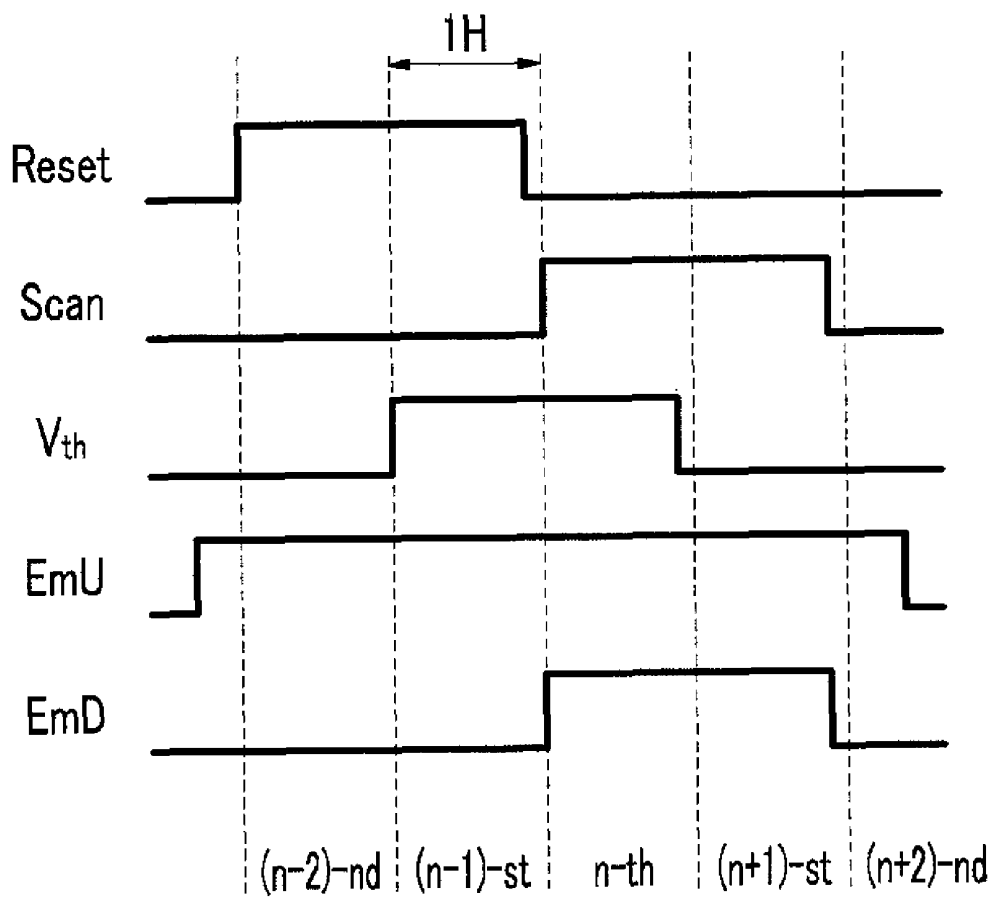 1H
Reset
Scan
Vth
EmU
EmD
(n-2)-nd (n-1)-st n-th (n+1)-st (n+2)-nd